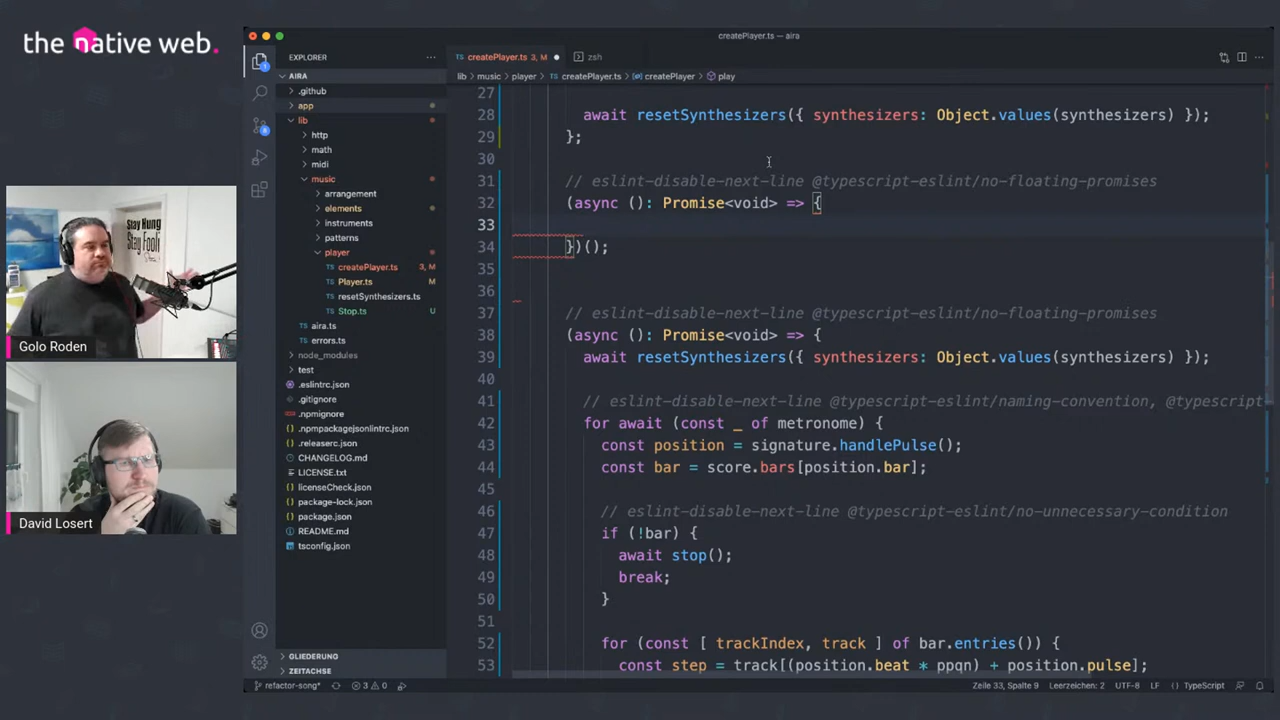 the native web.
createPlayer.ts — aira
EXPLORER
createPlayer.ts 3, M
zsh
AIRA
lib > music > player > createPlayer.ts > createPlayer > play
.github
app
lib
http
math
midi
music
arrangement
elements
instruments
patterns
player
createPlayer.ts 3, M
Player.ts M
resetSynthesizers.ts
Stop.ts U
aira.ts
errors.ts
node_modules
test
.eslintrc.json
.gitignore
.npmignore
.npmpackagejsonlintrc.json
.releaserc.json
CHANGELOG.md
LICENSE.txt
licenseCheck.json
package-lock.json
package.json
README.md
tsconfig.json
GLIEDERUNG
ZEITACHSE
27
28 await resetSynthesizers({ synthesizers: Object.values(synthesizers) });
29 };
30
31 // eslint-disable-next-line @typescript-eslint/no-floating-promises
32 (async (): Promise<void> => {
33
34 })();
35
36
37 // eslint-disable-next-line @typescript-eslint/no-floating-promises
38 (async (): Promise<void> => {
39 await resetSynthesizers({ synthesizers: Object.values(synthesizers) });
40
41 // eslint-disable-next-line @typescript-eslint/naming-convention, @typescript
42 for await (const _ of metronome) {
43 const position = signature.handlePulse();
44 const bar = score.bars[position.bar];
45
46 // eslint-disable-next-line @typescript-eslint/no-unnecessary-condition
47 if (!bar) {
48 await stop();
49 break;
50 }
51
52 for (const [ trackIndex, track ] of bar.entries()) {
53 const step = track[(position.beat * ppqn) + position.pulse];
Golo Roden
David Losert
refactor-song* 3 0
Zeile 33, Spalte 9 Leerzeichen: 2 UTF-8 LF TypeScript